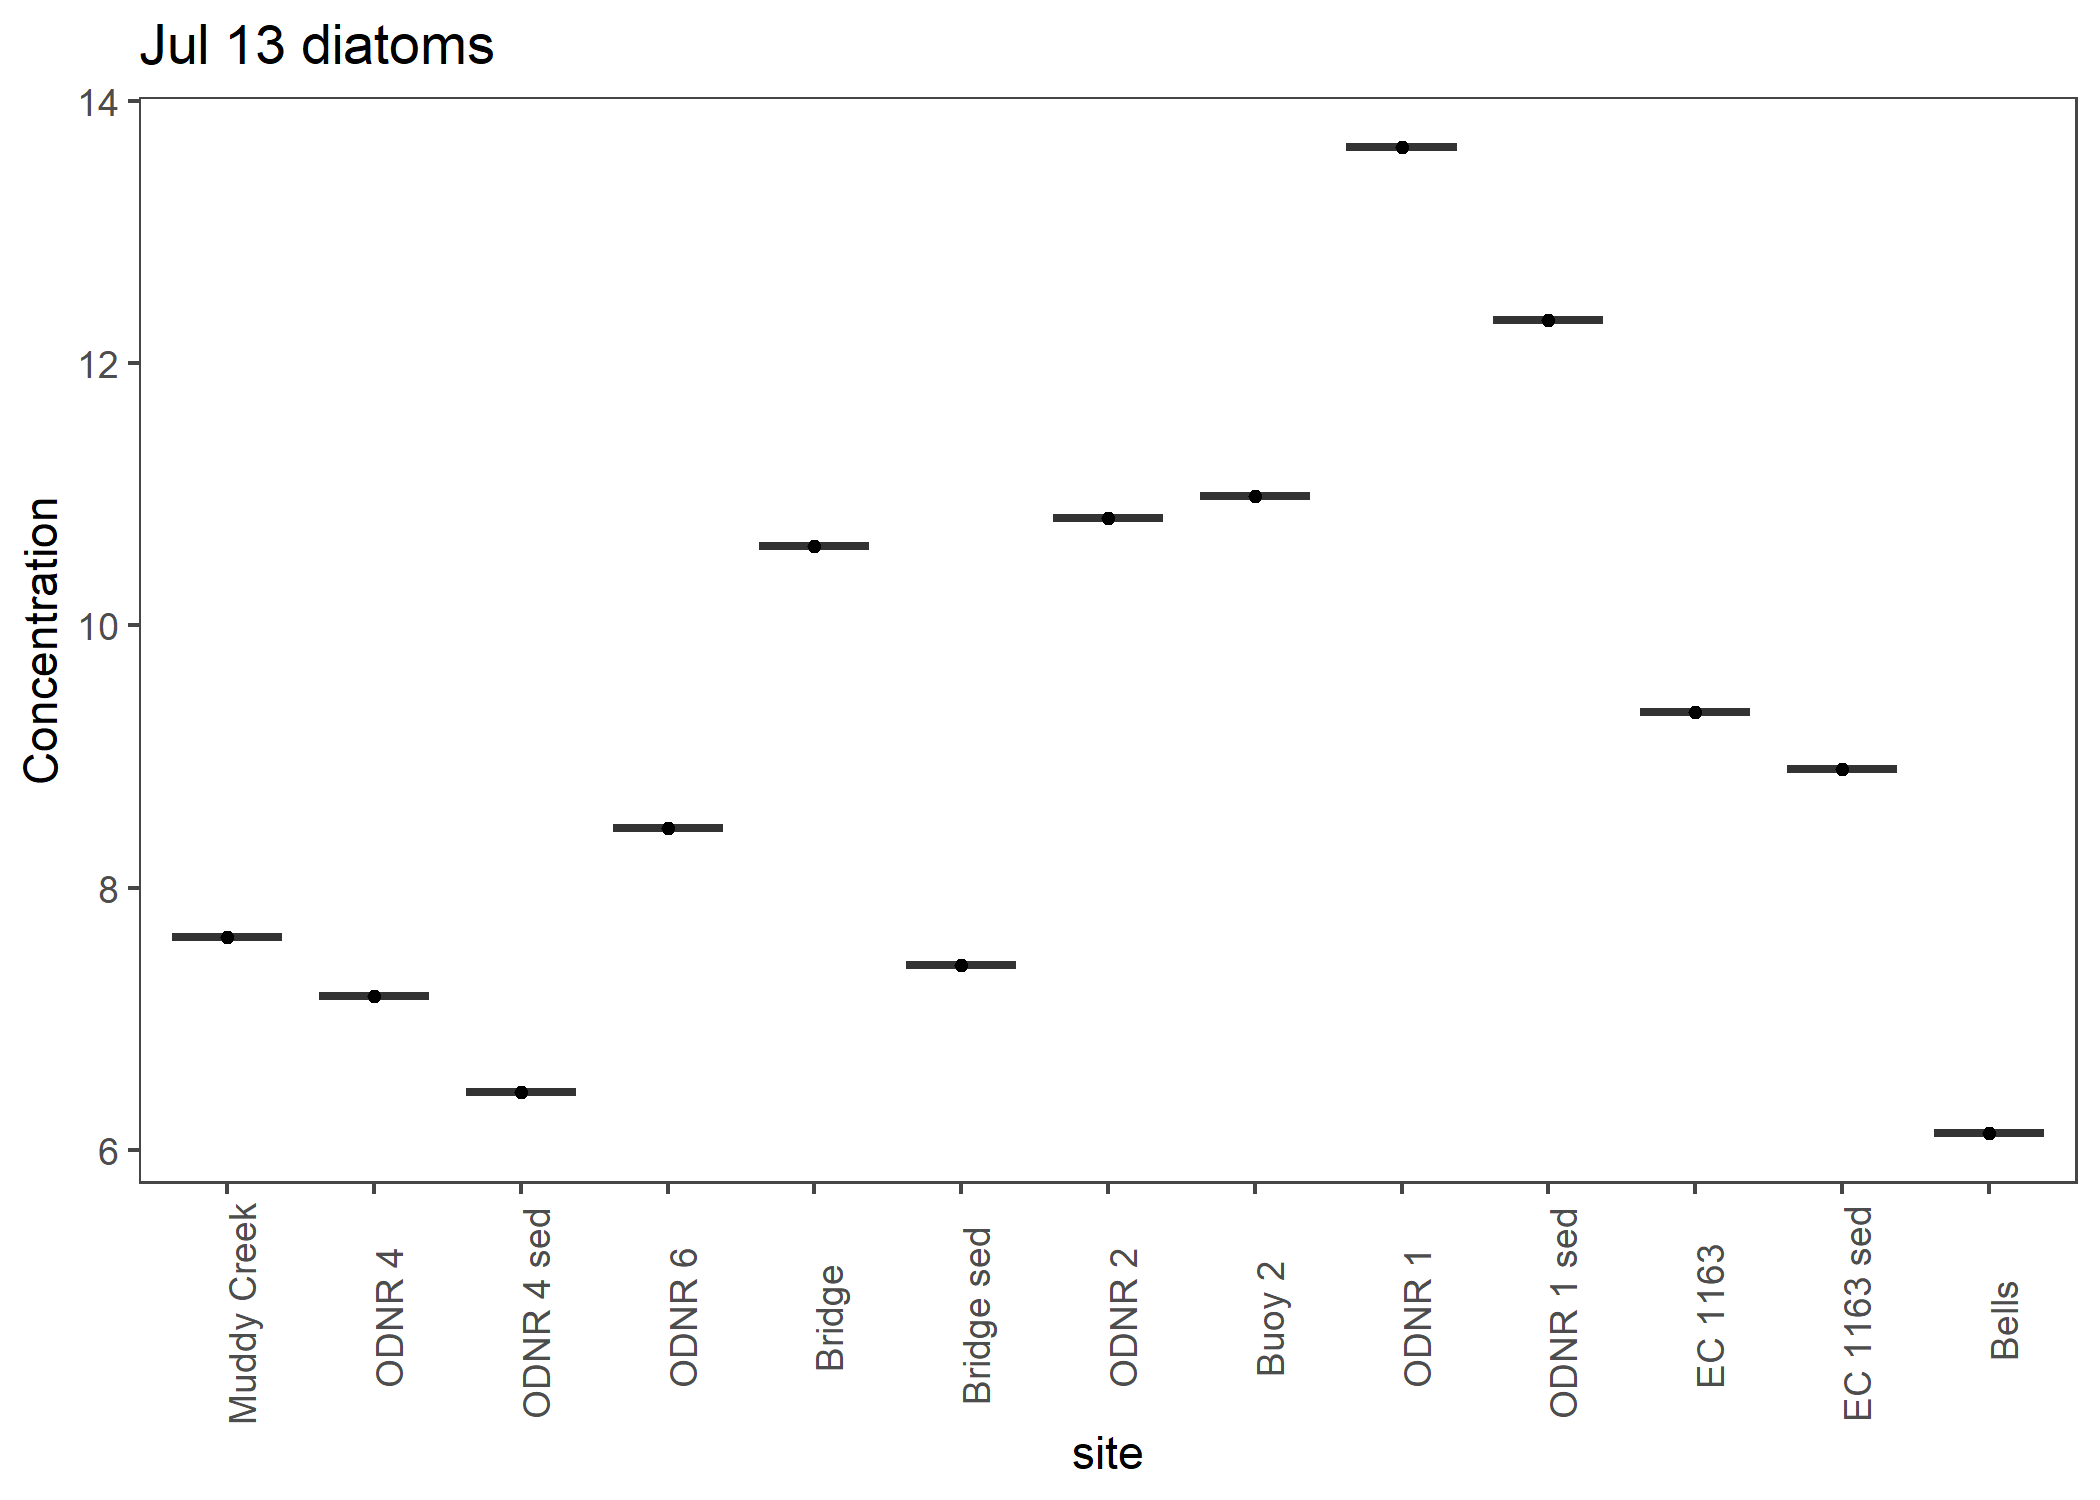 Jul 13 diatoms
14
12
10
8
6
Concentration
Muddy Creek
ODNR 4
ODNR 4 sed
ODNR 6
Bridge
Bridge sed
ODNR 2
Buoy 2
ODNR 1
ODNR 1 sed
EC 1163
EC 1163 sed
Bells
site